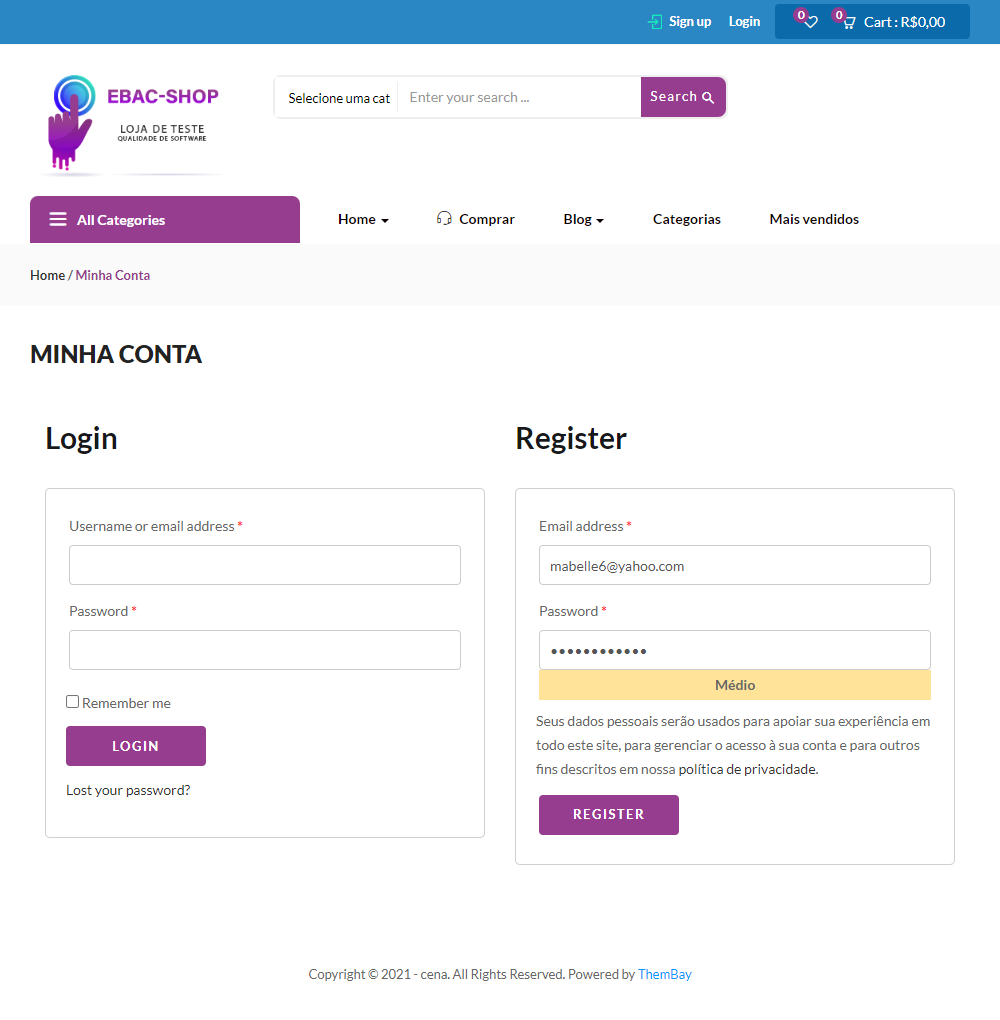 Sign up Login 0 0 Cart : R$0,00
EBAC-SHOP
LOJA DE TESTE
QUALIDADE DE SOFTWARE
Selecione uma cat Enter your search ... Search
All Categories Home Comprar Blog Categorias Mais vendidos
Home / Minha Conta
MINHA CONTA
Login
Username or email address *
Password *
Remember me
LOGIN
Lost your password?
Register
Email address *
mabelle6@yahoo.com
Password *
••••••••••••
Médio
Seus dados pessoais serão usados para apoiar sua experiência em
todo este site, para gerenciar o acesso à sua conta e para outros
fins descritos em nossa política de privacidade.
REGISTER
Copyright © 2021 - cena. All Rights Reserved. Powered by ThemBay